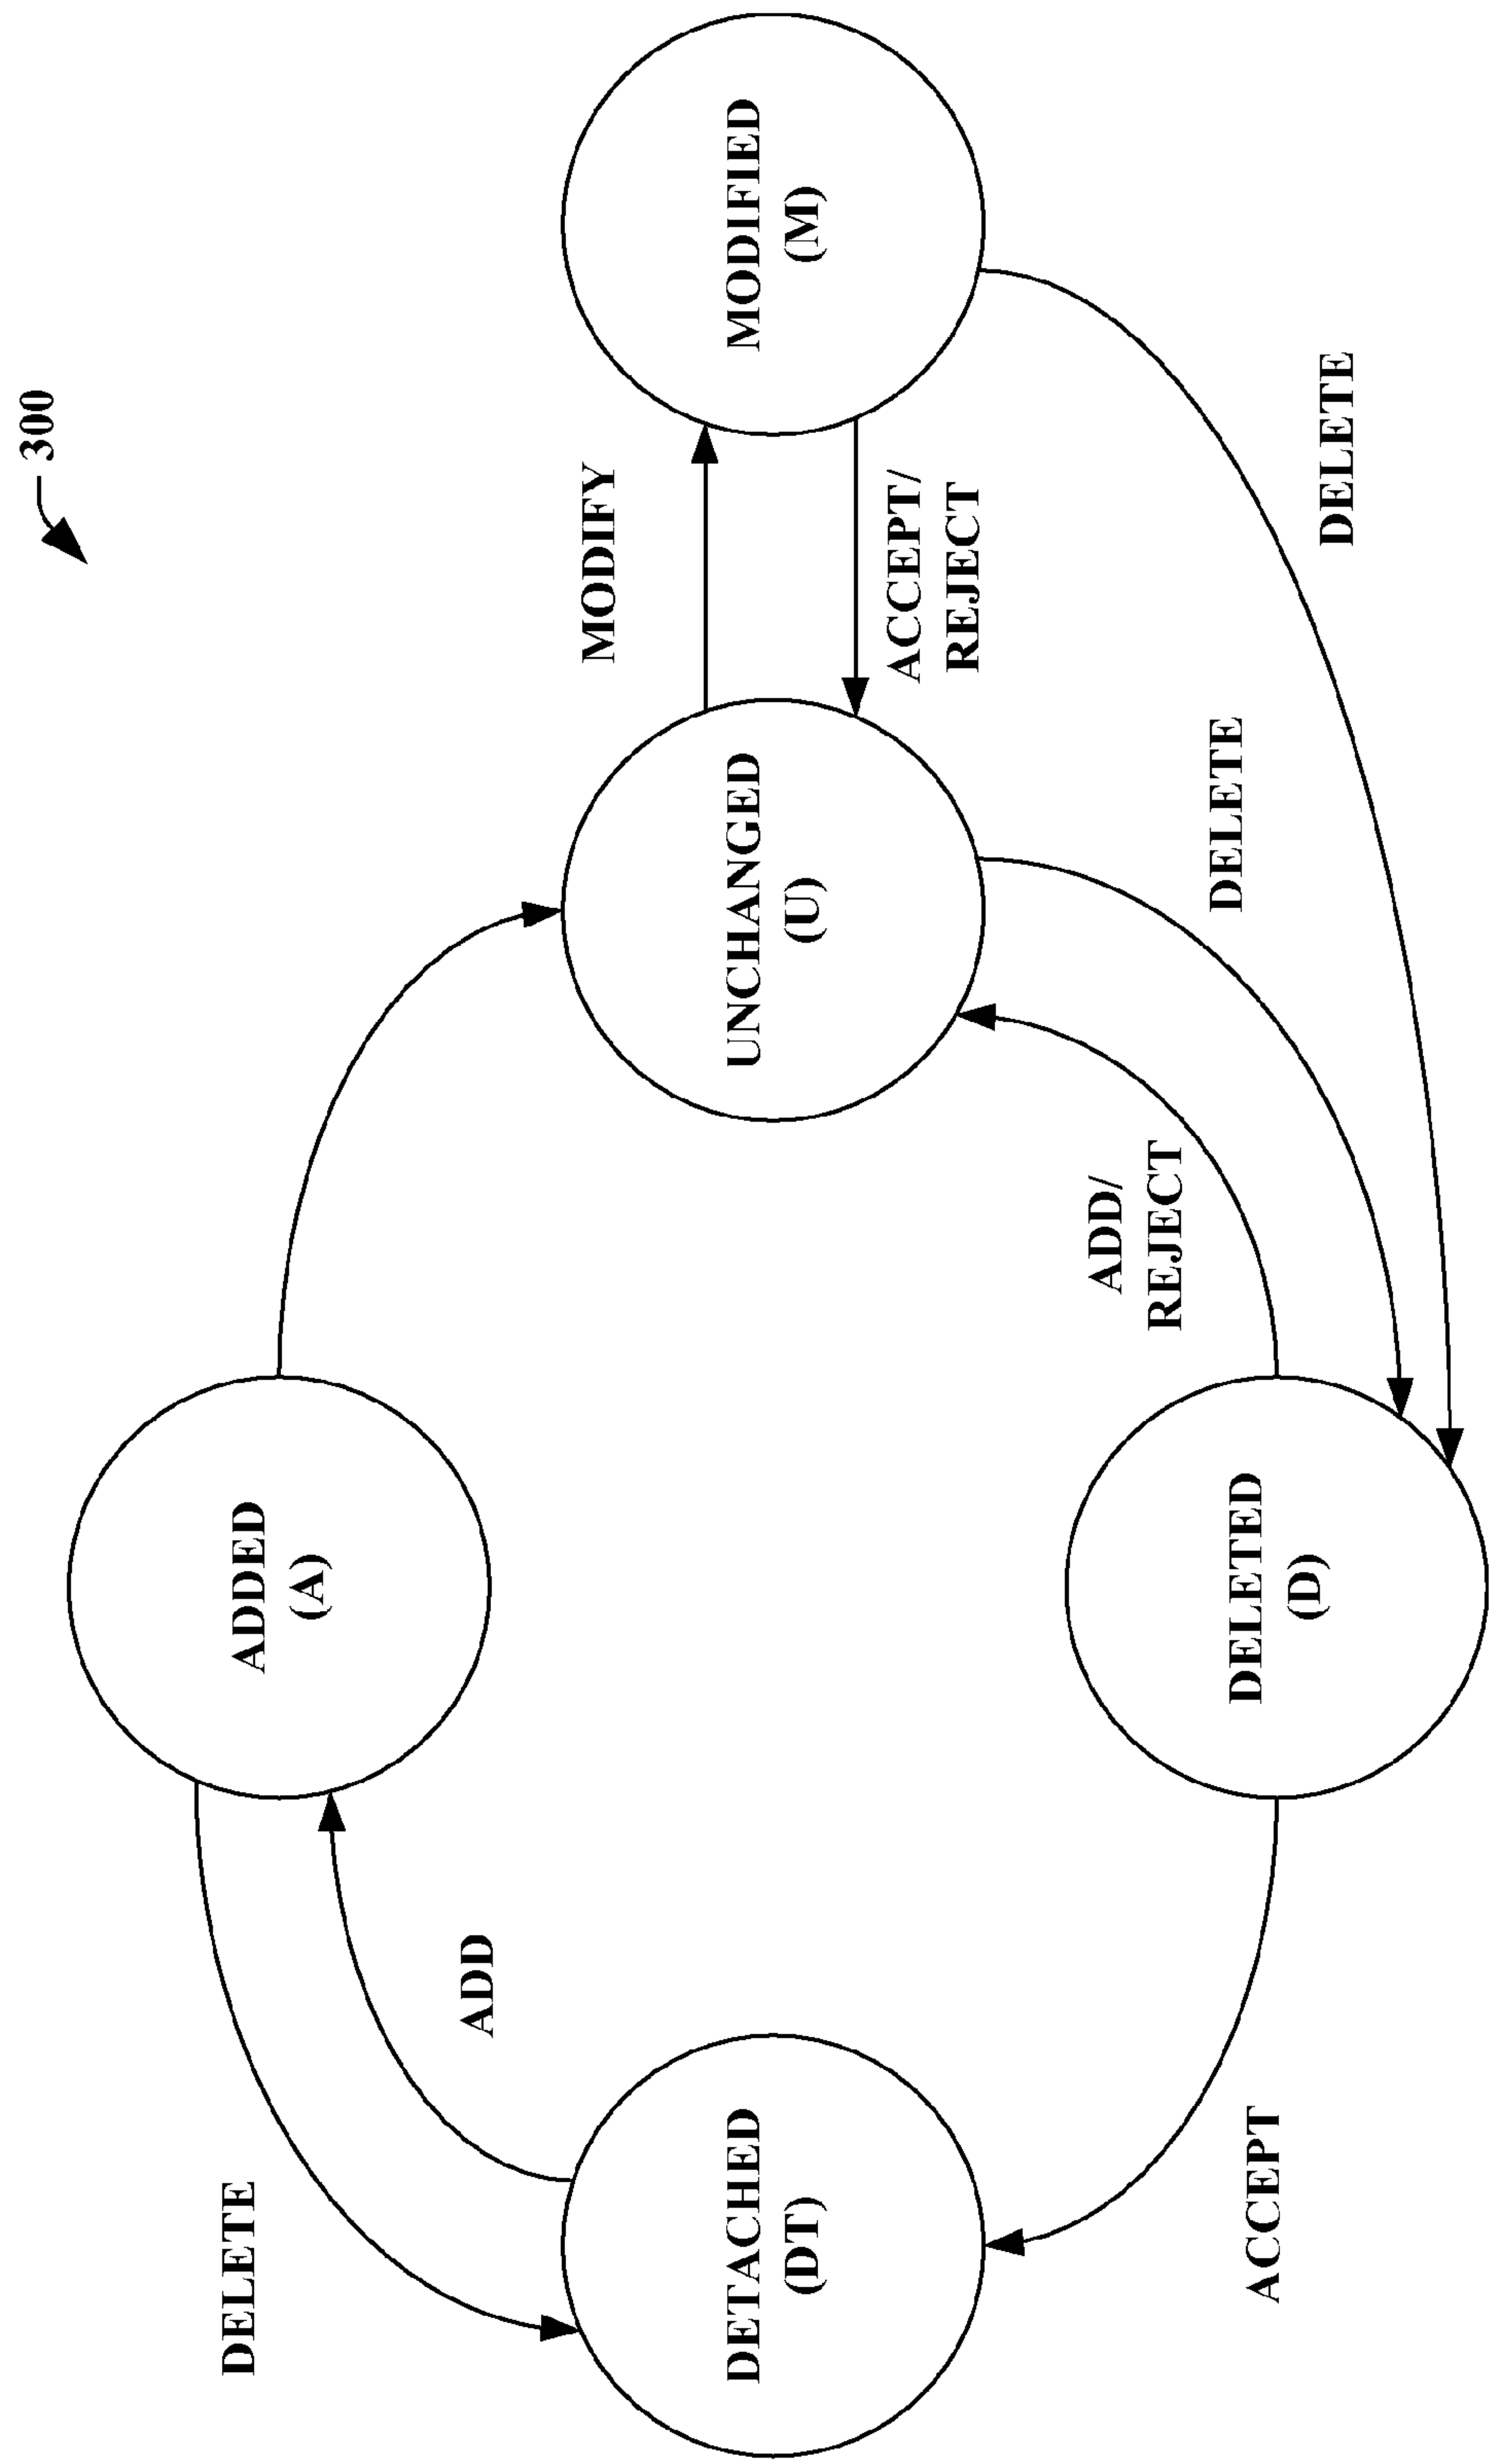 300
DELETE
ADDED
(A)
ADD
MODIFY
DETACHED
(DT)
UNCHANGED
(U)
MODIFIED
(M)
ACCEPT/
REJECT
ADD/
REJECT
DELETE
ACCEPT
DELETED
(D)
DELETE